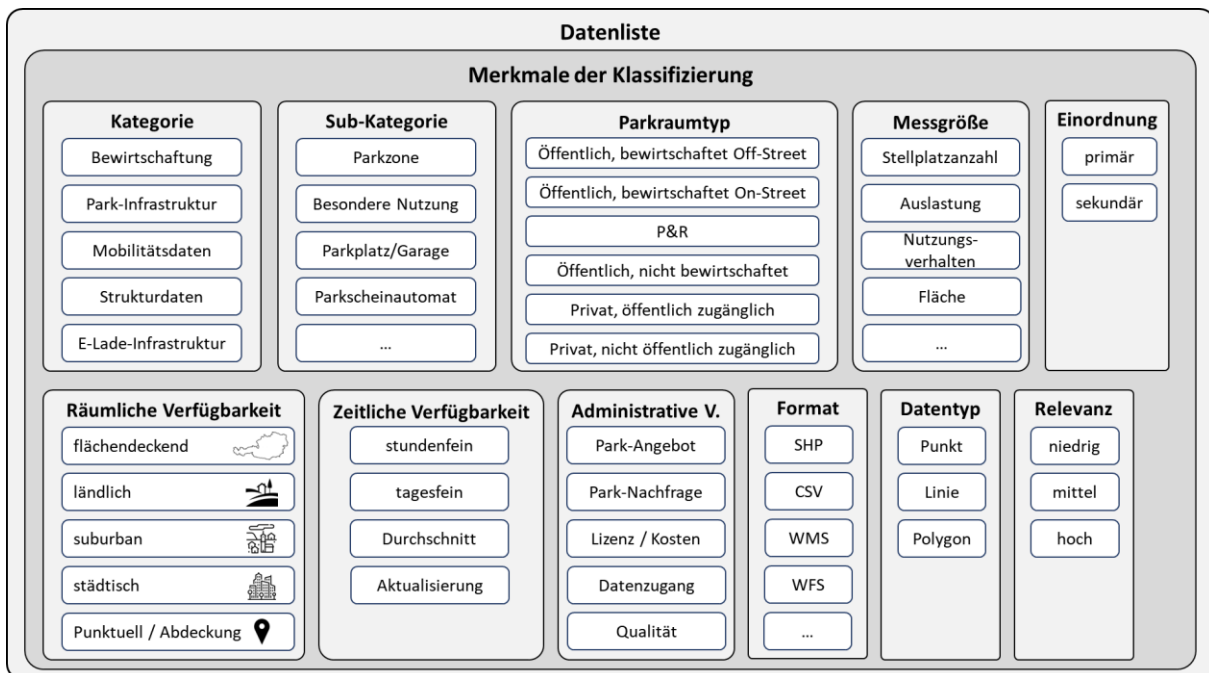 Datenliste
Merkmale der Klassifizierung
Kategorie
Bewirtschaftung
Park-Infrastruktur
Mobilitätsdaten
Strukturdaten
E-Lade-Infrastruktur
Sub-Kategorie
Parkzone
Besondere Nutzung
Parkplatz/Garage
Parkscheinautomat
...
Parkraumtyp
Öffentlich, bewirtschaftet Off-Street
Öffentlich, bewirtschaftet On-Street
P&R
Öffentlich, nicht bewirtschaftet
Privat, öffentlich zugänglich
Privat, nicht öffentlich zugänglich
Messgröße
Stellplatzanzahl
Auslastung
Nutzungs-
verhalten
Fläche
...
Einordnung
primär
sekundär
Räumliche Verfügbarkeit
flächendeckend
ländlich
suburban
städtisch
Punktuell / Abdeckung
Zeitliche Verfügbarkeit
stundenfein
tagesfein
Durchschnitt
Aktualisierung
Administrative V.
Park-Angebot
Park-Nachfrage
Lizenz / Kosten
Datenzugang
Qualität
Format
SHP
CSV
WMS
WFS
...
Datentyp
Punkt
Linie
Polygon
Relevanz
niedrig
mittel
hoch